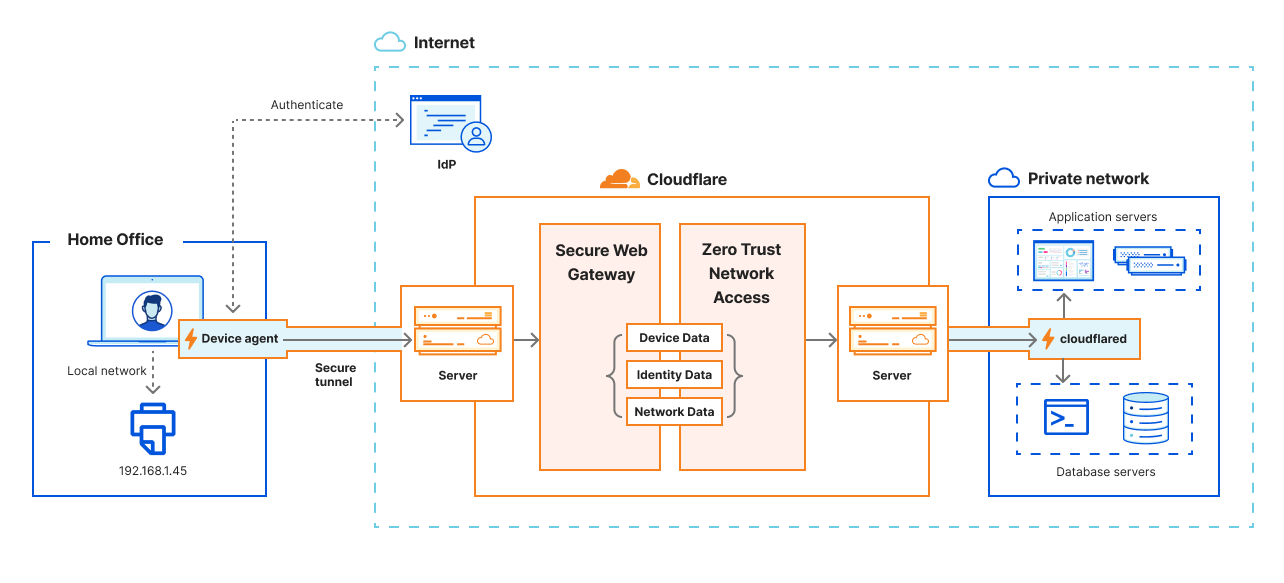 Internet
Authenticate
IdP
Cloudflare
Private network
Application servers
Home Office
Secure Web
Gateway
Zero Trust
Network
Access
Device agent
Secure
tunnel
Server
Device Data
Identity Data
Network Data
Server
cloudflared
Local network
192.168.1.45
>_
Database servers